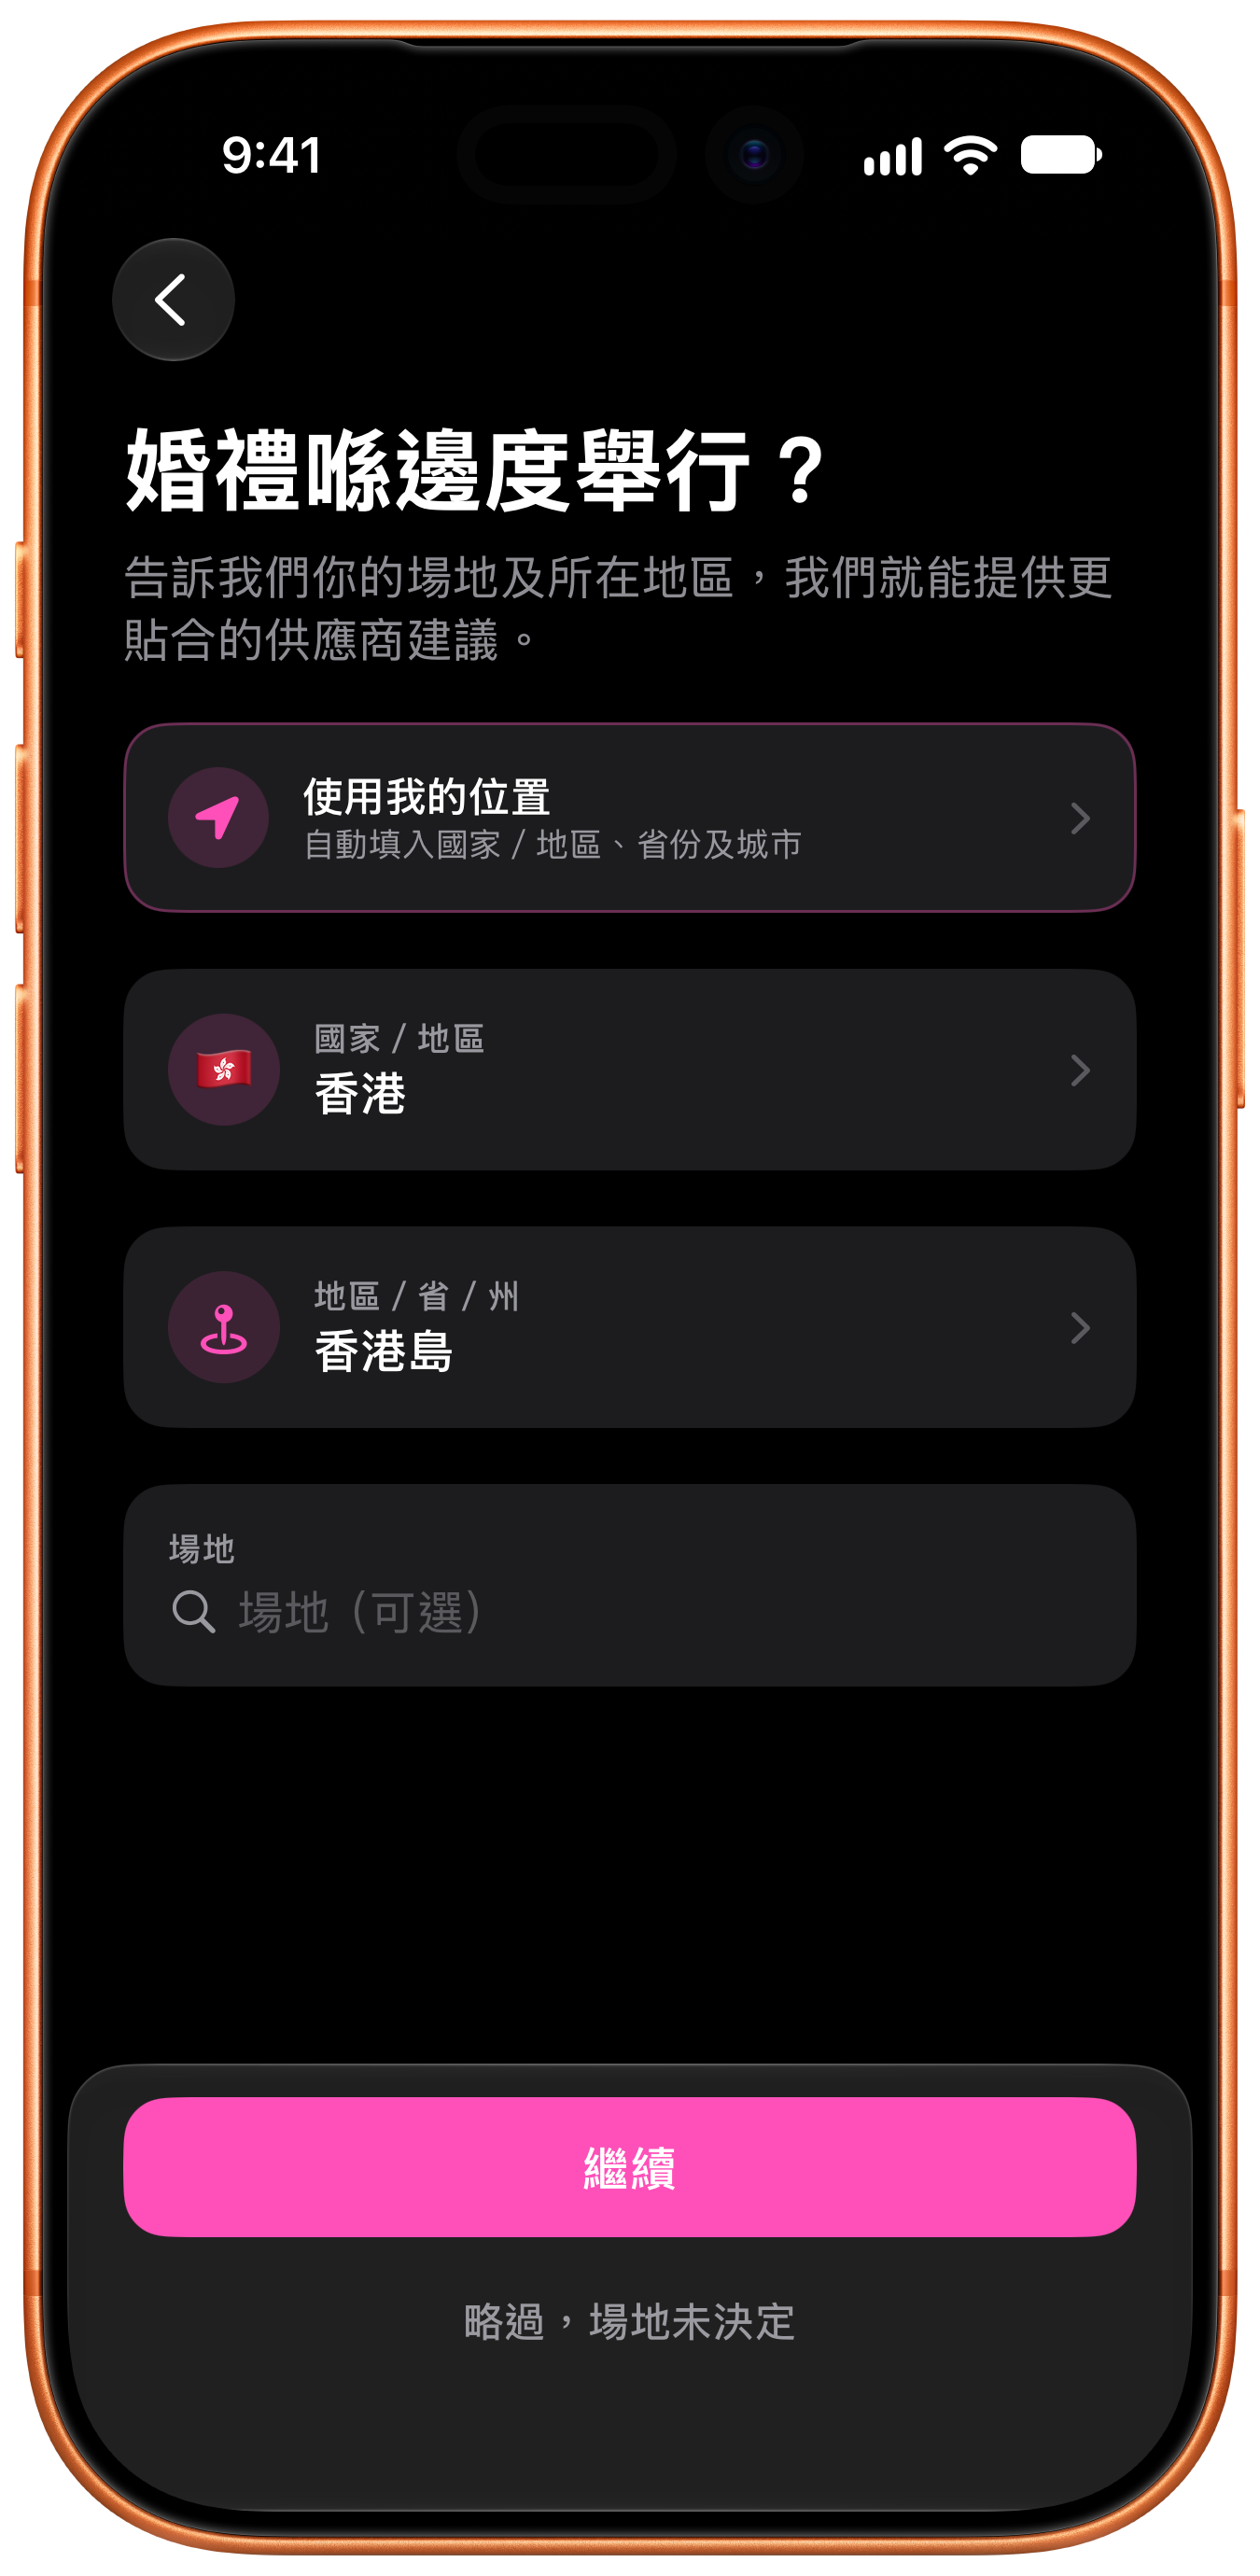 9:41
婚禮喺邊度舉行？
告訴我們你的場地及所在地區，我們就能提供更
貼合的供應商建議。
使用我的位置
自動填入國家 / 地區、省份及城市
國家 / 地區
香港
地區 / 省 / 州
香港島
場地
場地（可選）
繼續
略過，場地未決定